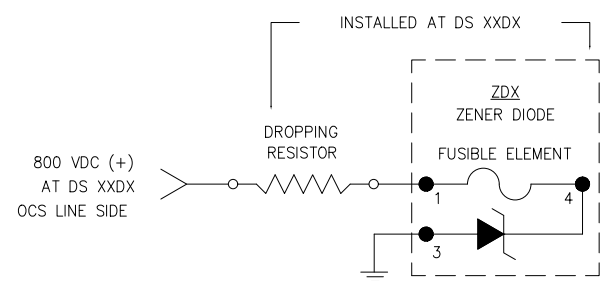 INSTALLED AT DS XXDX
ZDX
ZENER DIODE
DROPPING
RESISTOR
FUSIBLE ELEMENT
800 VDC (+)
AT DS XXDX
OCS LINE SIDE
1
4
3